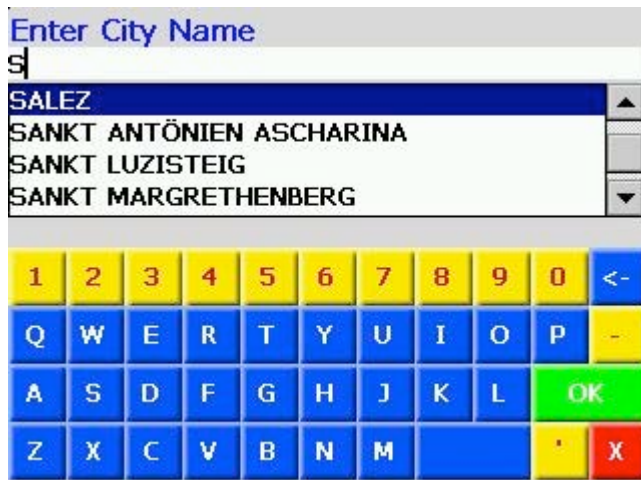 Enter City Name
S
SALEZ
SANKT ANTÖNIEN ASCHARINA
SANKT LUZISTEIG
SANKT MARGRETHENBERG
1 2 3 4 5 6 7 8 9 0 <-
Q W E R T Y U I O P -
A S D F G H J K L OK
Z X C V B N M ' X